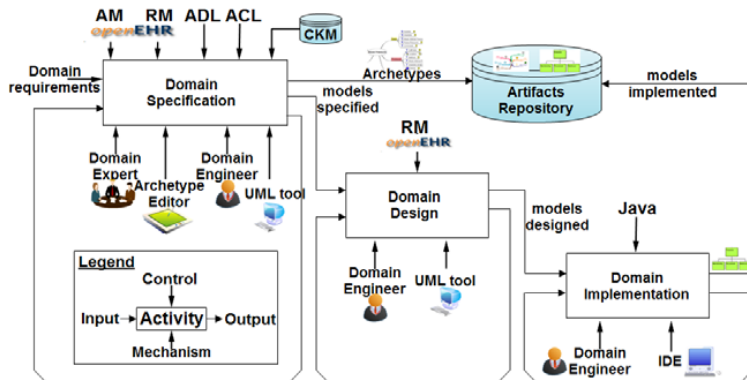 AM RM ADL ACL
openEHR
CKM
Domain
requirements
Domain
Specification
Archetypes
models
specified
Artifacts
Repository
models
implemented
Domain
Expert
Archetype
Editor
Domain
Engineer
UML tool
RM
openEHR
Domain
Design
models
designed
Domain
Engineer
UML tool
Java
Domain
Implementation
Domain
Engineer
IDE
Legend
Control
Input
Activity
Output
Mechanism